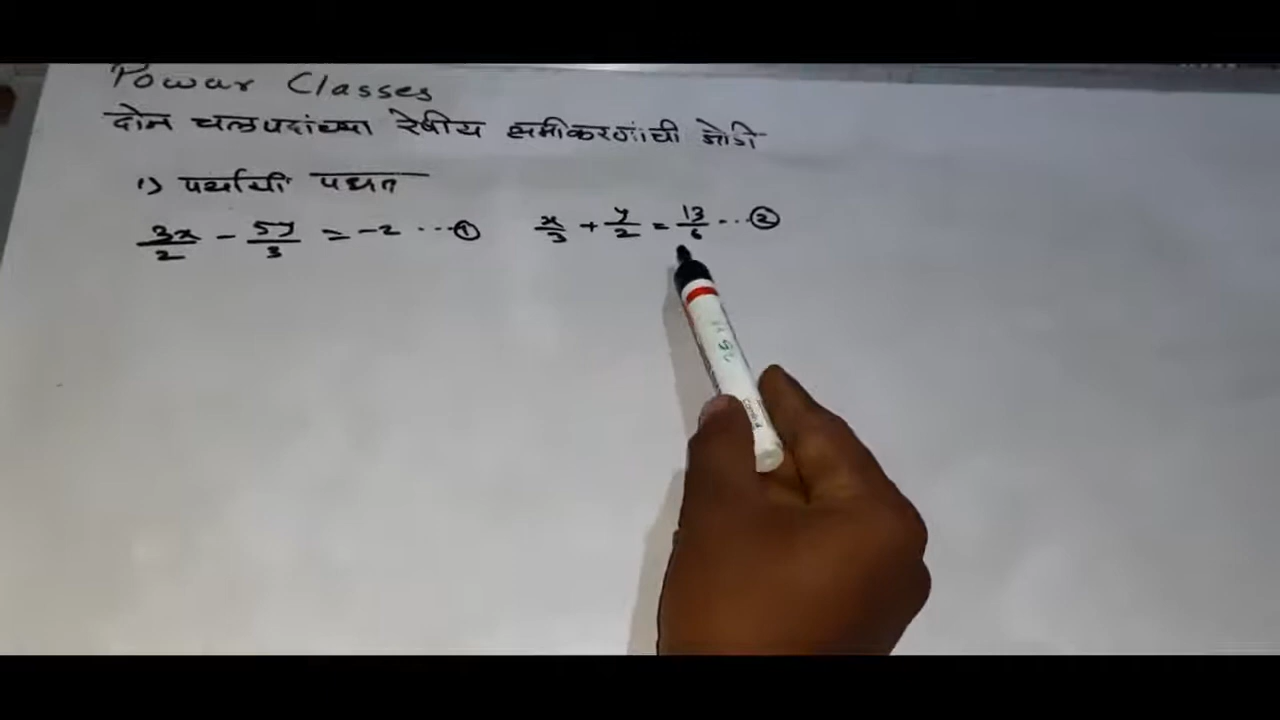 Powar Classes
दोन चलपदांच्या रेषीय समीकरणांची जोडी
१) पर्यायी पद्धत
3x/2 - 5y/3 = -2 ...① x/3 + y/2 = 13/6 ...②